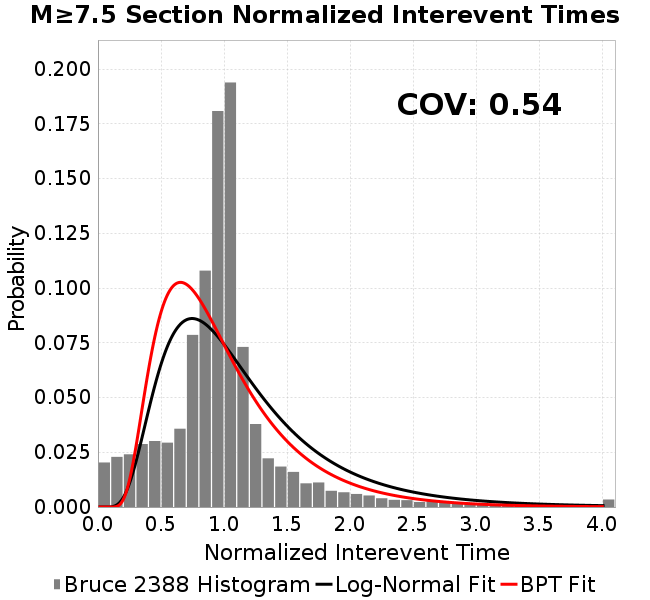 M≥7.5 Section Normalized Interevent Times
COV: 0.54
Probability
0.200
0.175
0.150
0.125
0.100
0.075
0.050
0.025
0.000
0.0 0.5 1.0 1.5 2.0 2.5 3.0 3.5 4.0
Normalized Interevent Time
Bruce 2388 Histogram Log-Normal Fit BPT Fit